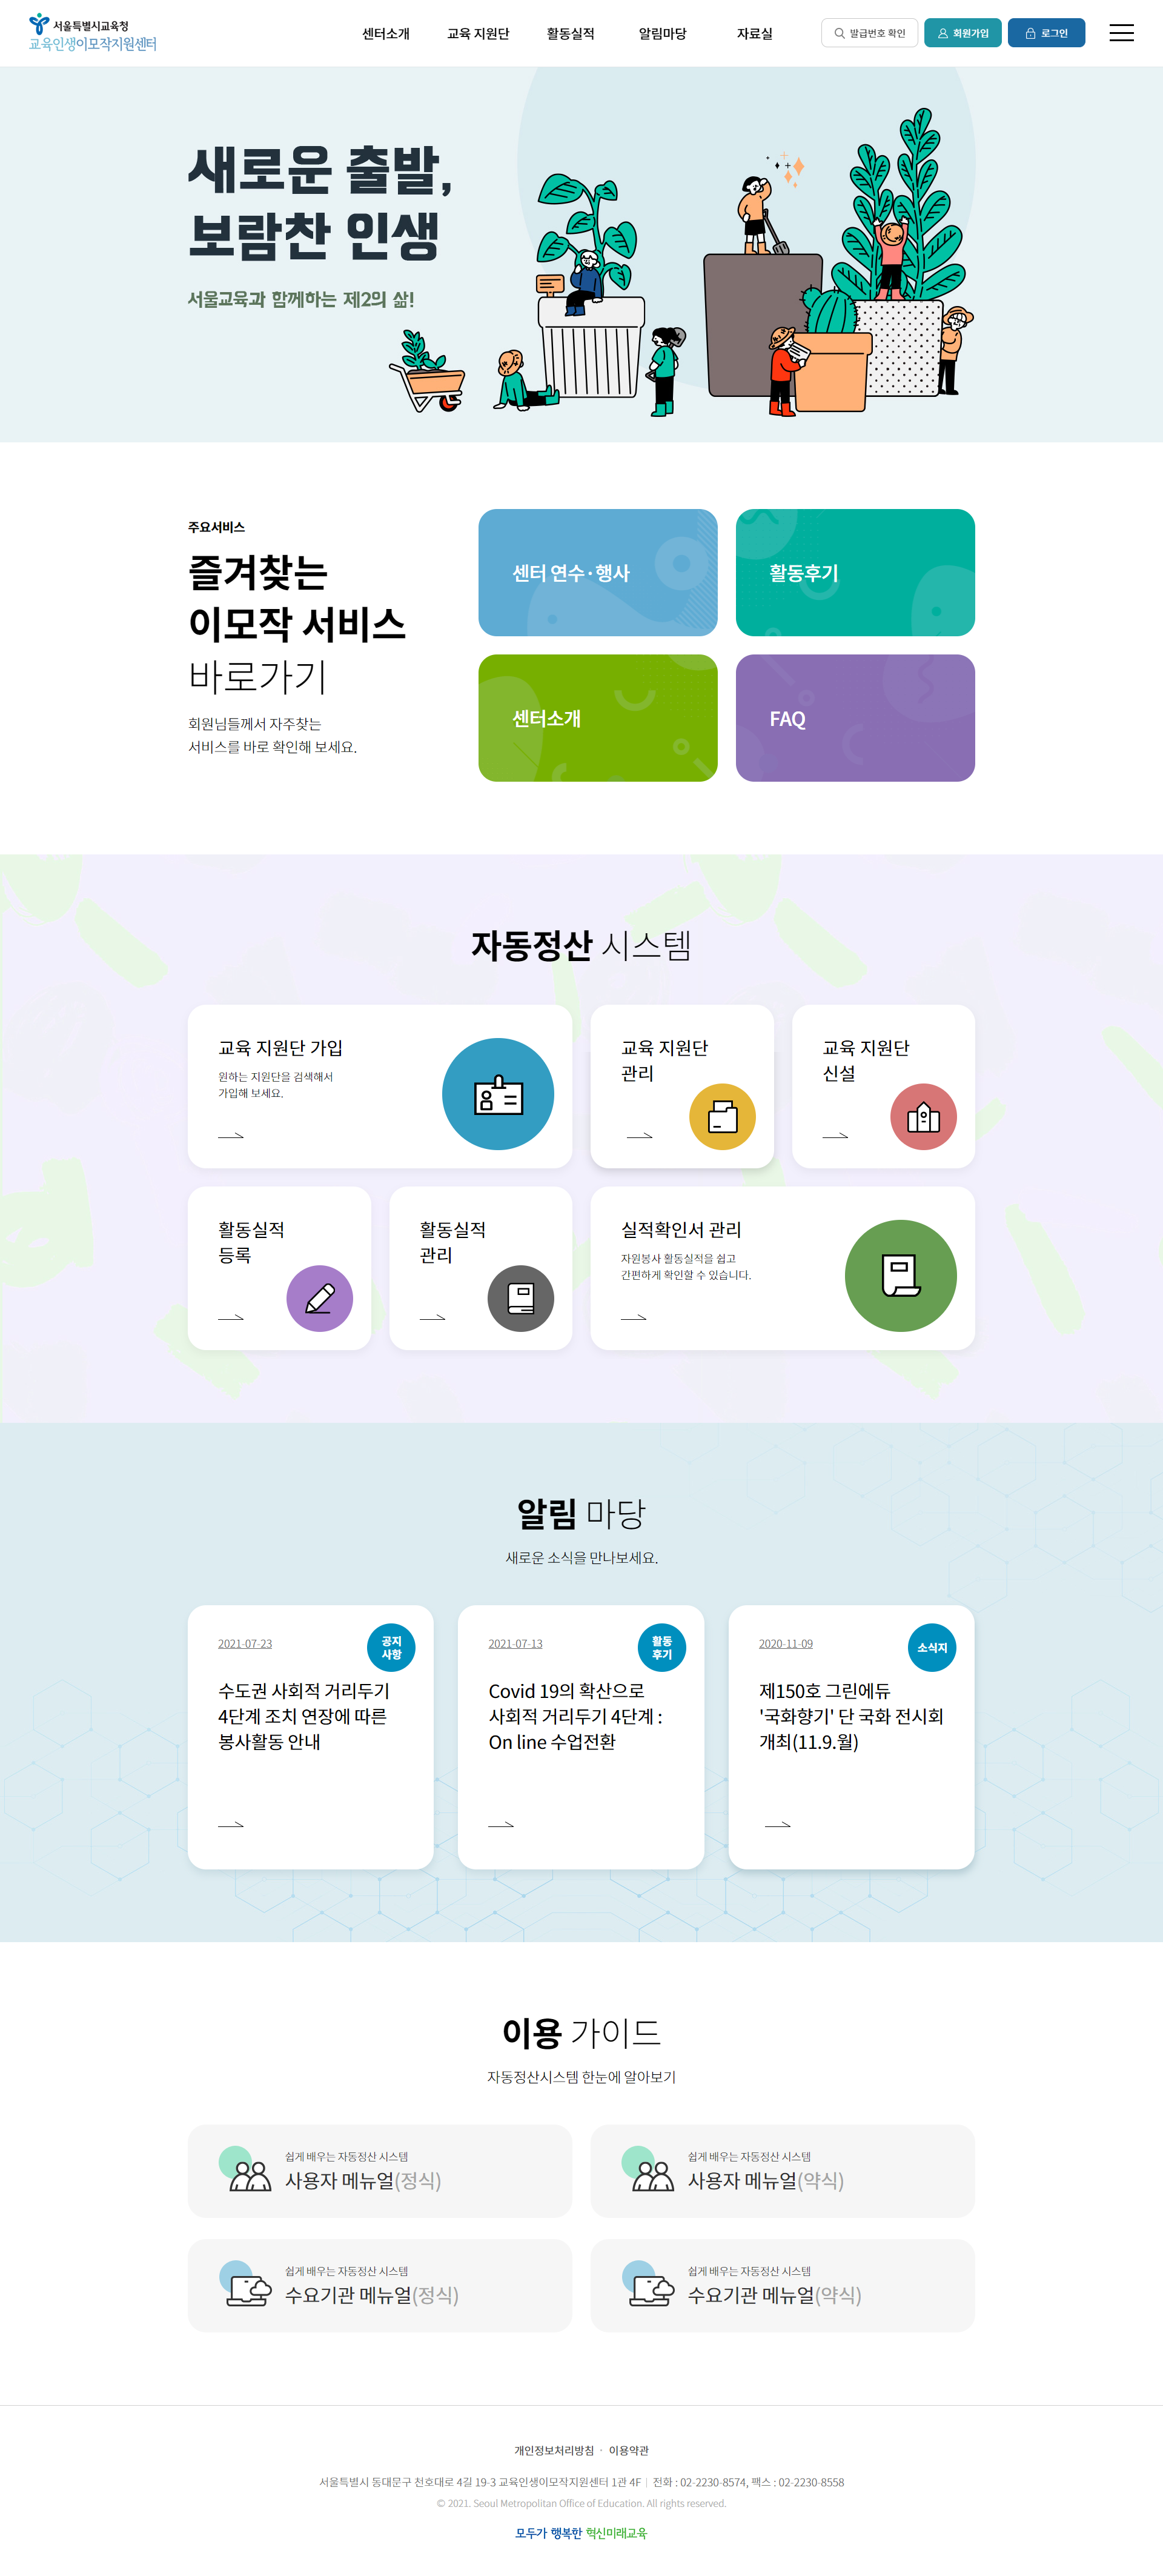 서울특별시교육청
교육인생이모작지원센터
센터소개
교육 지원단
활동실적
알림마당
자료실
발급번호 확인
회원가입
로그인
새로운 출발,
보람찬 인생
서울교육과 함께하는 제2의 삶!
주요서비스
즐겨찾는
이모작 서비스
바로가기
회원님들께서 자주찾는
서비스를 바로 확인해 보세요.
센터 연수·행사
활동후기
센터소개
FAQ
자동정산 시스템
교육 지원단 가입
원하는 지원단을 검색해서
가입해 보세요.
교육 지원단
관리
교육 지원단
신설
활동실적
등록
활동실적
관리
실적확인서 관리
자원봉사 활동실적을 쉽고
간편하게 확인할 수 있습니다.
알림 마당
새로운 소식을 만나보세요.
2021-07-23
공지
사항
수도권 사회적 거리두기
4단계 조치 연장에 따른
봉사활동 안내
2021-07-13
활동
후기
Covid 19의 확산으로
사회적 거리두기 4단계 :
On line 수업전환
2020-11-09
소식지
제150호 그린에듀
'국화향기' 단 국화 전시회
개최(11.9.월)
이용 가이드
자동정산시스템 한눈에 알아보기
쉽게 배우는 자동정산 시스템
사용자 메뉴얼(정식)
쉽게 배우는 자동정산 시스템
사용자 메뉴얼(약식)
쉽게 배우는 자동정산 시스템
수요기관 메뉴얼(정식)
쉽게 배우는 자동정산 시스템
수요기관 메뉴얼(약식)
개인정보처리방침 · 이용약관
서울특별시 동대문구 천호대로 4길 19-3 교육인생이모작지원센터 1관 4F | 전화 : 02-2230-8574, 팩스 : 02-2230-8558
© 2021. Seoul Metropolitan Office of Education. All rights reserved.
모두가 행복한 혁신미래교육